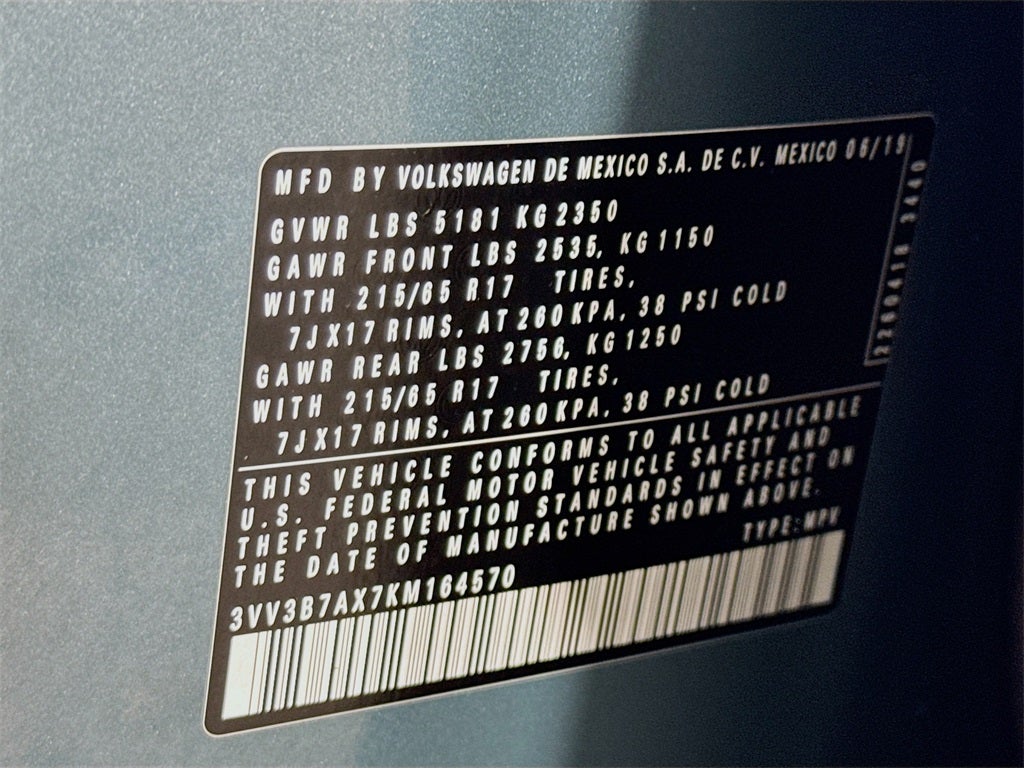 MFD BY VOLKSWAGEN DE MEXICO S.A. DE C.V. MEXICO 06/19
GVWR LBS 5181 KG 2350
GAWR FRONT LBS 2535, KG 1150
WITH 215/65 R17 TIRES,
7JX17 RIMS, AT 260 KPA, 38 PSI COLD
GAWR REAR LBS 2756, KG 1250
WITH 215/65 R17 TIRES,
7JX17 RIMS, AT 260 KPA, 38 PSI COLD
THIS VEHICLE CONFORMS TO ALL APPLICABLE
U.S. FEDERAL MOTOR VEHICLE SAFETY AND
THEFT PREVENTION STANDARDS IN EFFECT ON
THE DATE OF MANUFACTURE SHOWN ABOVE.
TYPE: MPV
3VV3B7AX7KM164570